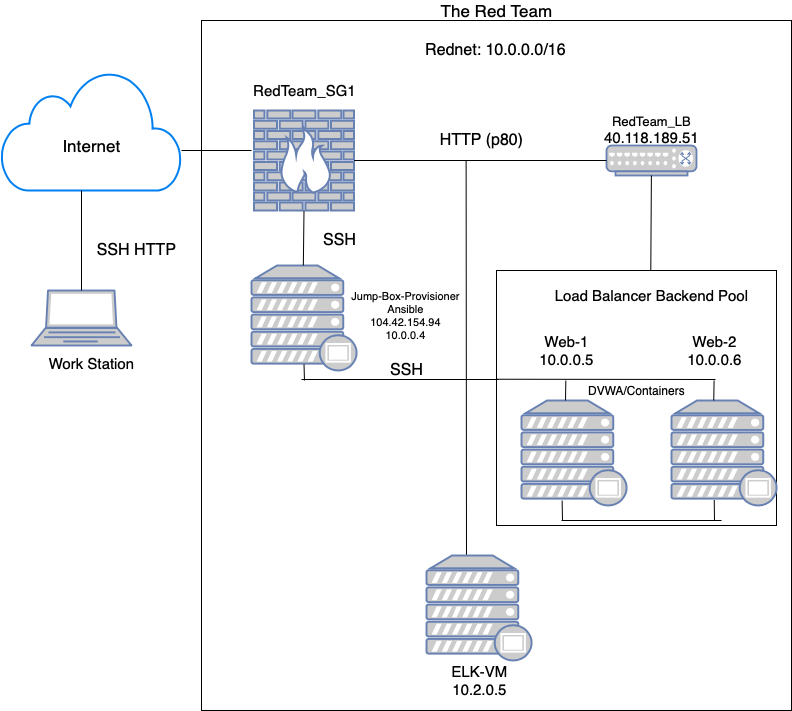 The Red Team
Rednet: 10.0.0.0/16
RedTeam_SG1
RedTeam_LB
40.118.189.51
HTTP (p80)
Internet
SSH
SSH HTTP
Jump-Box-Provisioner
Ansible
104.42.154.94
10.0.0.4
Load Balancer Backend Pool
Work Station
Web-1
10.0.0.5
Web-2
10.0.0.6
SSH
DVWA/Containers
ELK-VM
10.2.0.5